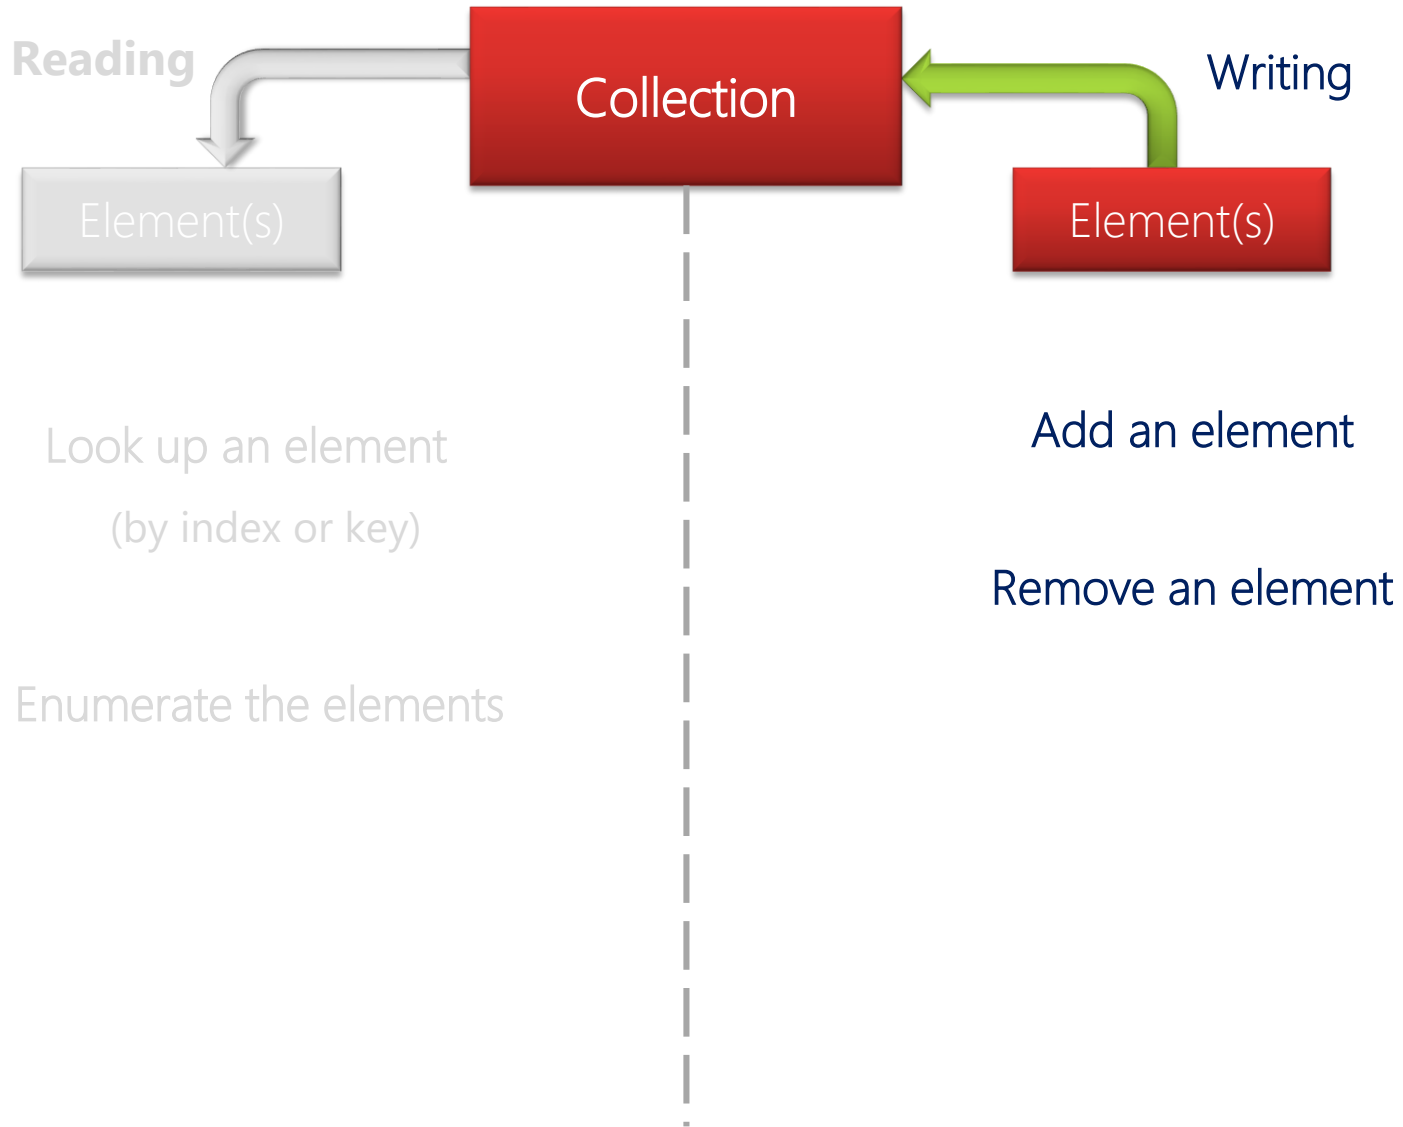 Reading
Collection
Writing
Element(s)
Element(s)
Look up an element
(by index or key)
Enumerate the elements
Add an element
Remove an element